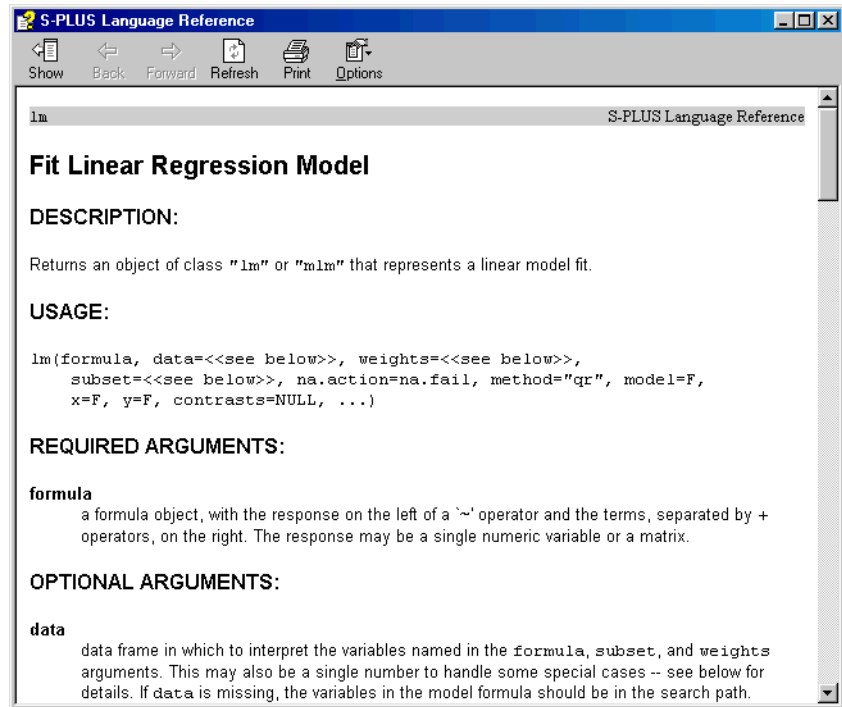 S-PLUS Language Reference
Show Back Forward Refresh Print Options
lm S-PLUS Language Reference
Fit Linear Regression Model
DESCRIPTION:
Returns an object of class "lm" or "mlm" that represents a linear model fit.
USAGE:
lm(formula, data=<<see below>>, weights=<<see below>>,
subset=<<see below>>, na.action=na.fail, method="qr", model=F,
x=F, y=F, contrasts=NULL, ...)
REQUIRED ARGUMENTS:
formula
a formula object, with the response on the left of a `~' operator and the terms, separated by +
operators, on the right. The response may be a single numeric variable or a matrix.
OPTIONAL ARGUMENTS:
data
data frame in which to interpret the variables named in the formula, subset, and weights
arguments. This may also be a single number to handle some special cases -- see below for
details. If data is missing, the variables in the model formula should be in the search path.